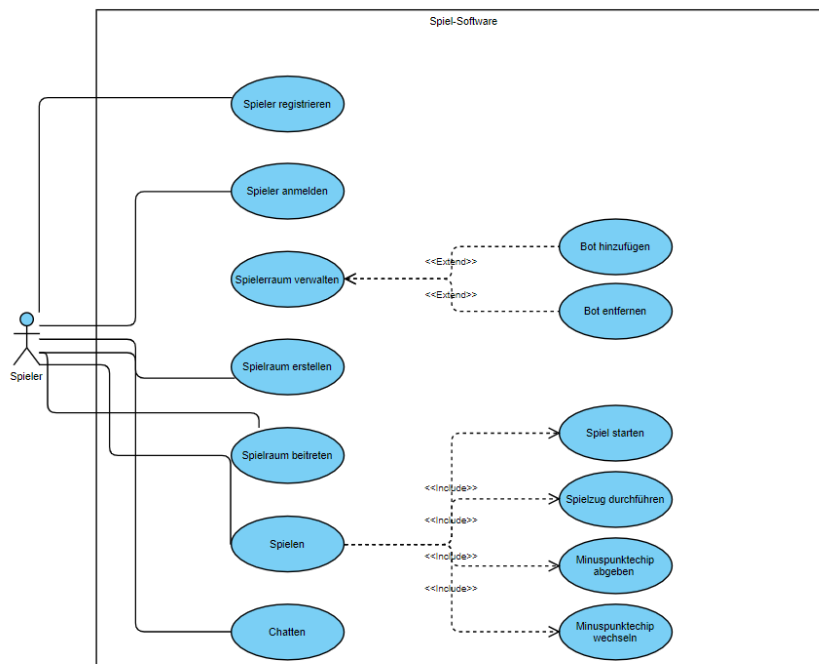 Spiel-Software
Spieler registrieren
Spieler anmelden
Spielerraum verwalten
<<Extend>>
<<Extend>>
Bot hinzufügen
Bot entfernen
Spieler
Spielraum erstellen
Spielraum beitreten
Spielen
Chatten
<<Include>>
<<Include>>
<<Include>>
<<Include>>
Spiel starten
Spielzug durchführen
Minuspunktechip
abgeben
Minuspunktechip
wechseln